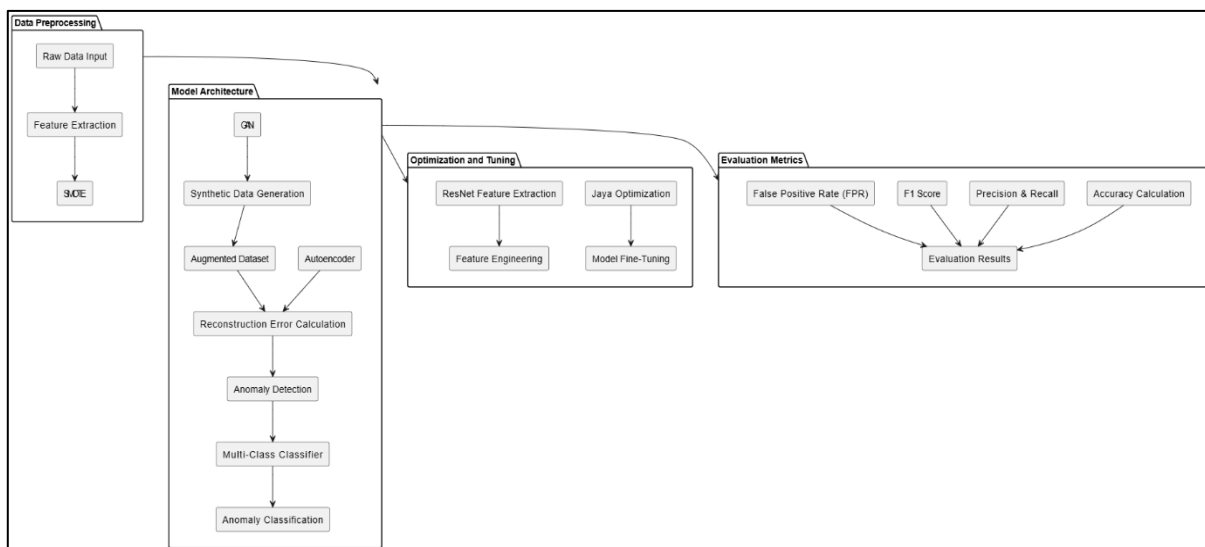 Data Preprocessing
Raw Data Input
Feature Extraction
SMOTE
Model Architecture
GAN
Synthetic Data Generation
Augmented Dataset
Autoencoder
Reconstruction Error Calculation
Anomaly Detection
Multi-Class Classifier
Anomaly Classification
Optimization and Tuning
ResNet Feature Extraction
Jaya Optimization
Feature Engineering
Model Fine-Tuning
Evaluation Metrics
False Positive Rate (FPR)
F1 Score
Precision & Recall
Accuracy Calculation
Evaluation Results